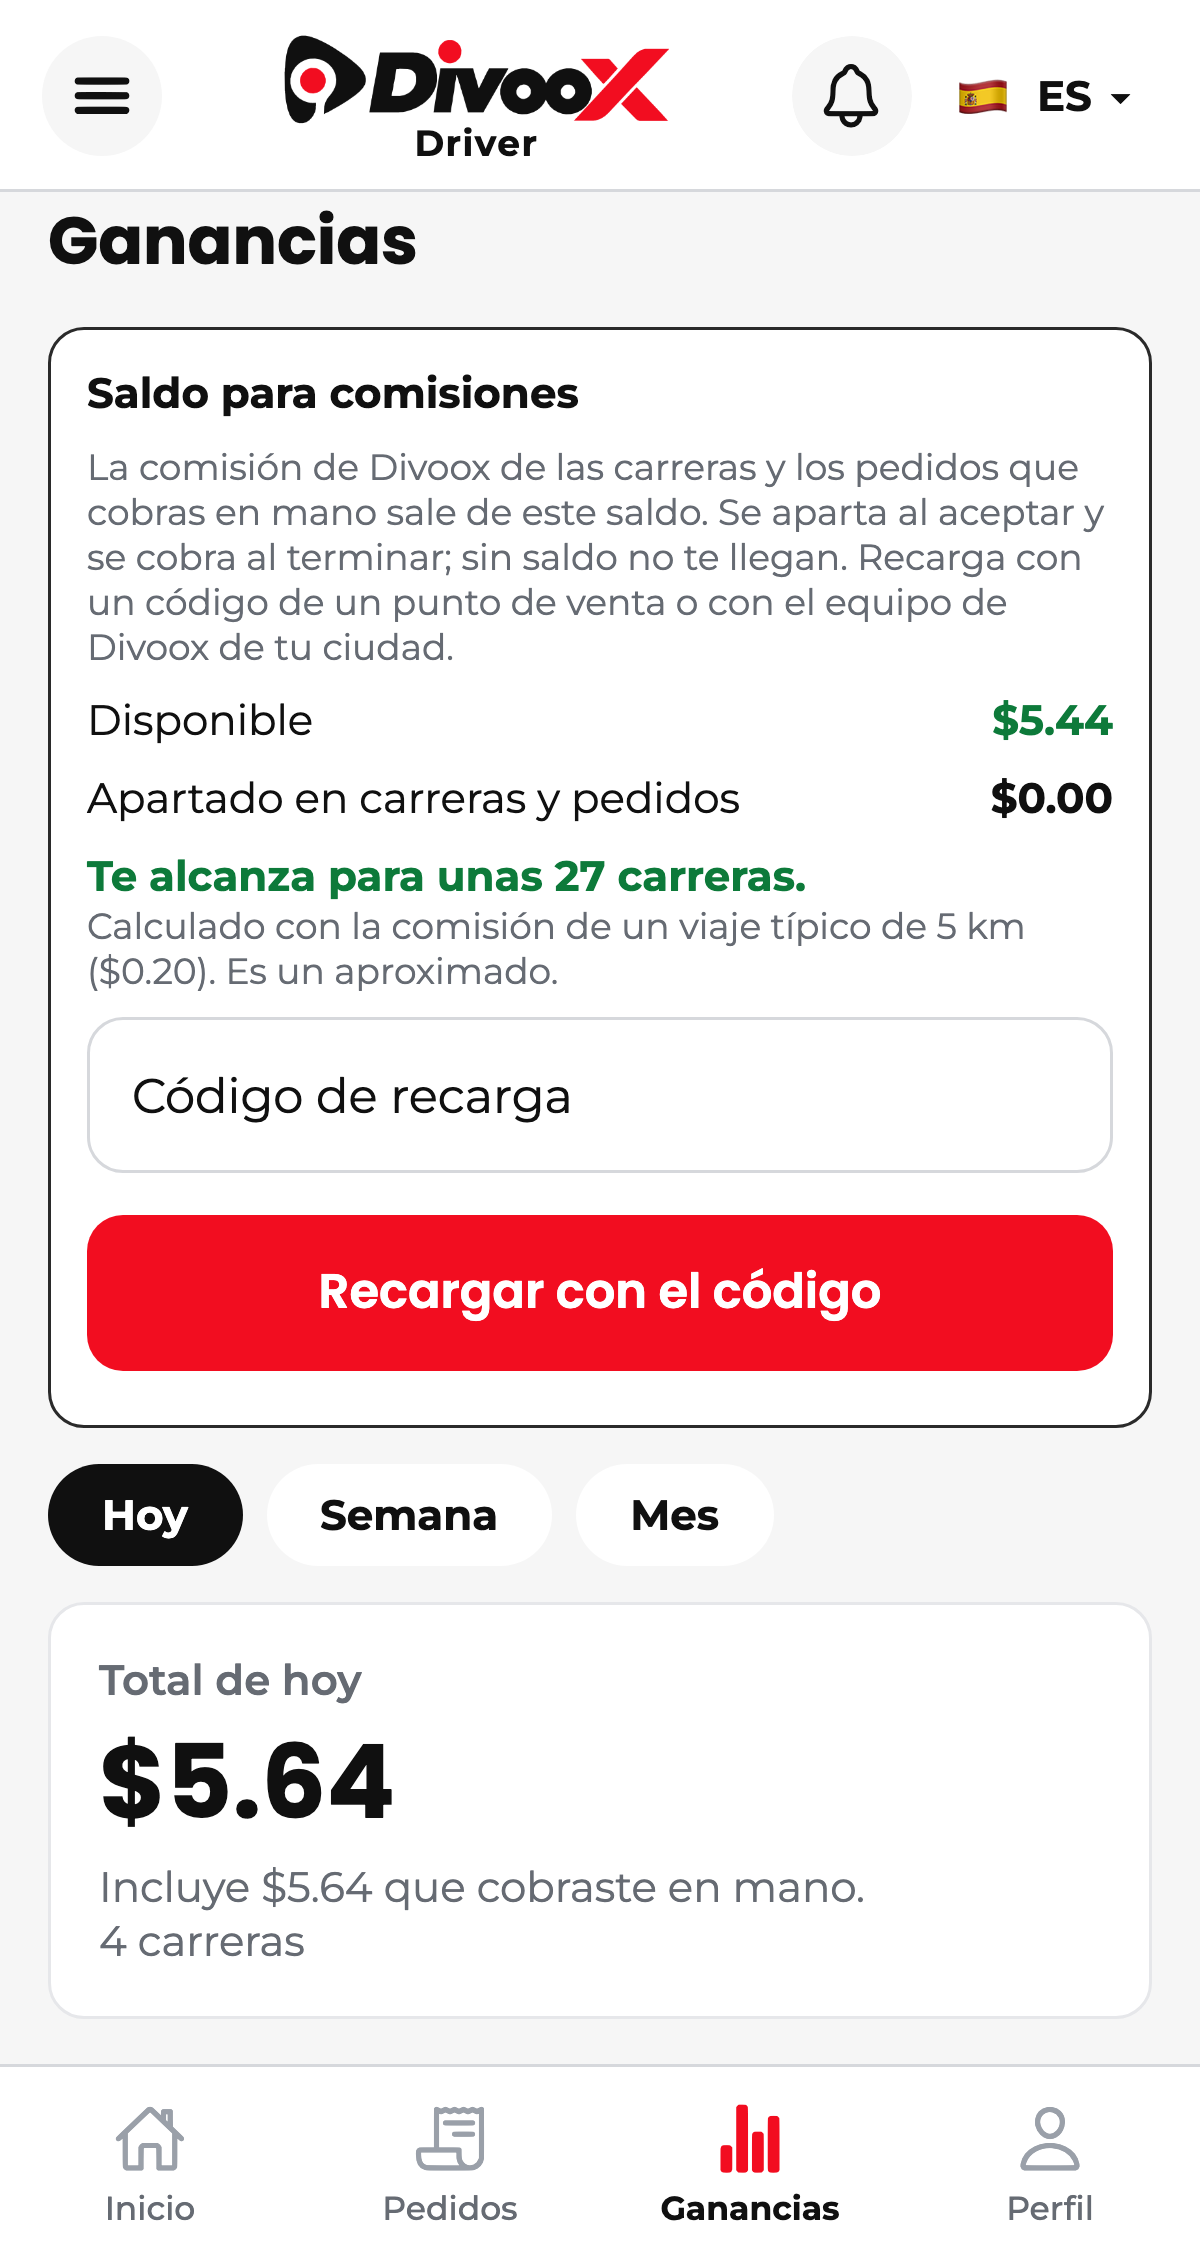 DivooX
Driver
ES
Ganancias
Saldo para comisiones
La comisión de Divoox de las carreras y los pedidos que
cobras en mano sale de este saldo. Se aparta al aceptar y
se cobra al terminar; sin saldo no te llegan. Recarga con
un código de un punto de venta o con el equipo de
Divoox de tu ciudad.
Disponible $5.44
Apartado en carreras y pedidos $0.00
Te alcanza para unas 27 carreras.
Calculado con la comisión de un viaje típico de 5 km
($0.20). Es un aproximado.
Código de recarga
Recargar con el código
Hoy Semana Mes
Total de hoy
$5.64
Incluye $5.64 que cobraste en mano.
4 carreras
Inicio Pedidos Ganancias Perfil